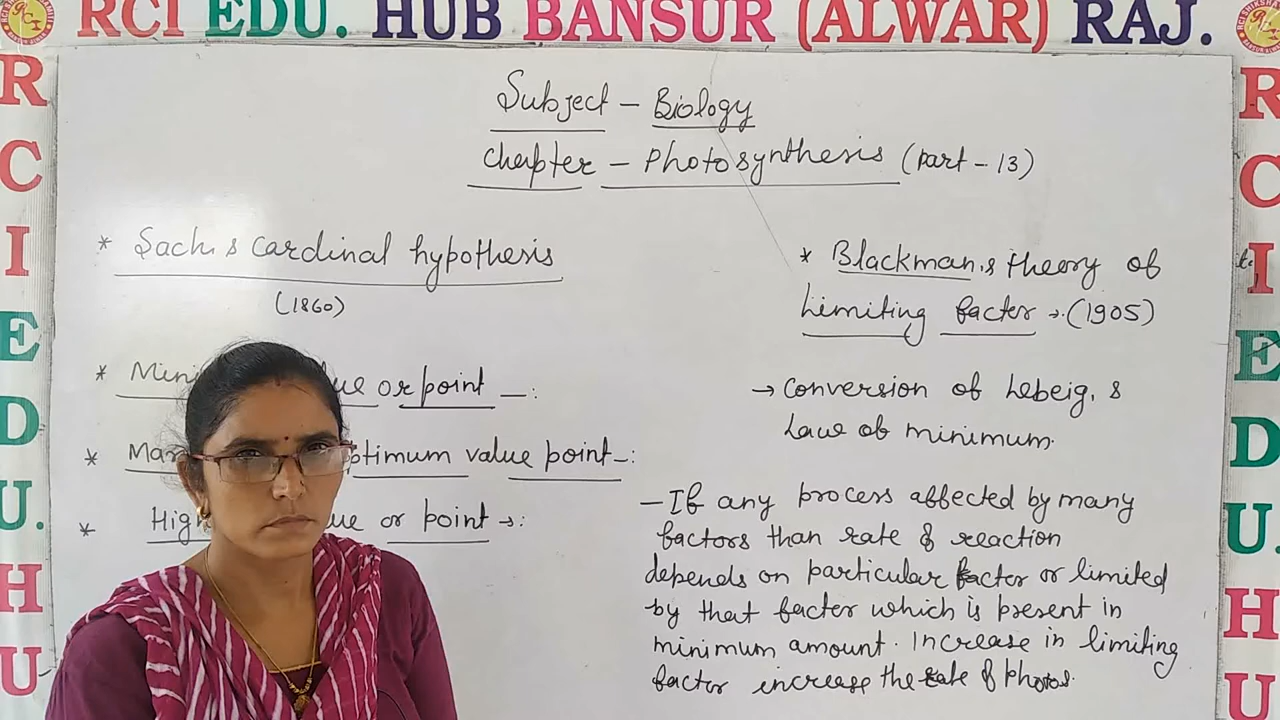 RCI EDU. HUB BANSUR (ALWAR) RAJ.
R
C
I
E
D
U.
H
U
Subject - Biology
Chapter - Photosynthesis (Part - 13)
* Sach,s cardinal hypothesis
(1860)
* or point -:
* optimum value point -:
* or point →:
* Blackman,s theory of
Limiting factor →.(1905)
→ Conversion of Lebeig,s
Law of minimum.
- If any process affected by many
factors than rate of reaction
depends on particular factor or limited
by that factor which is present in
minimum amount. Increase in limiting
factor increase the rate of photos.
R
C
I
E
D
U.
H
U